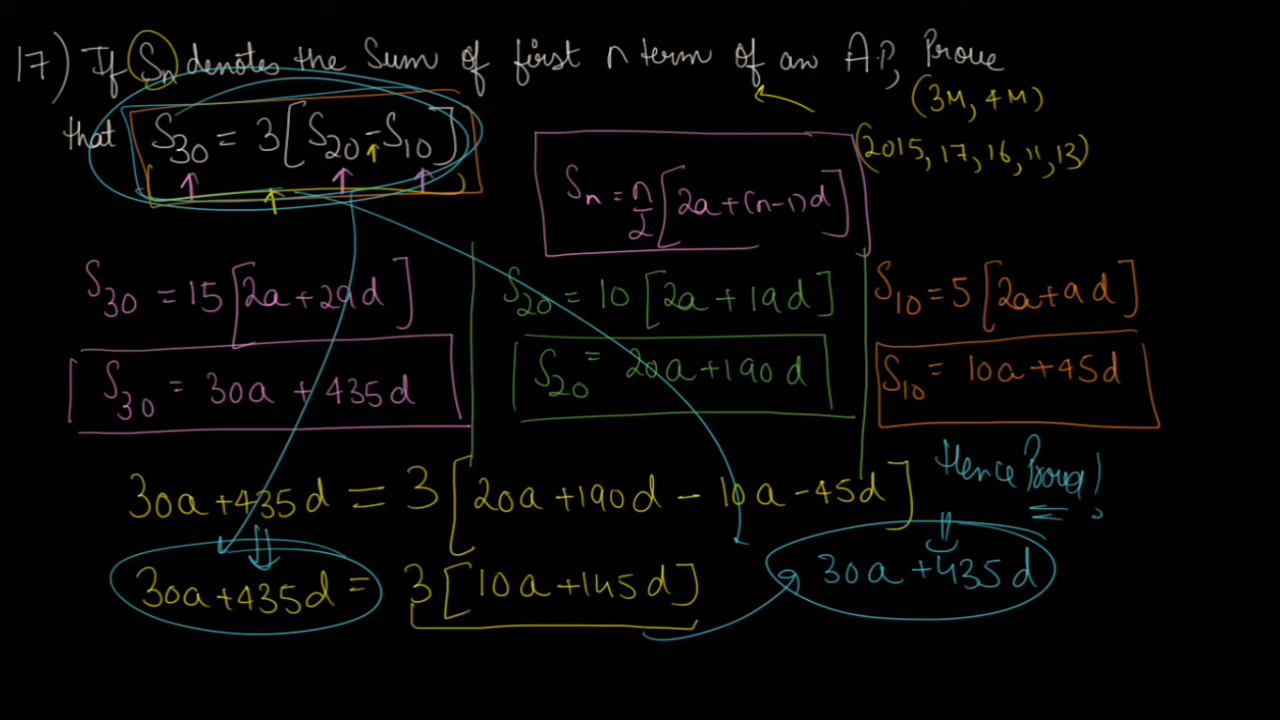 17) If Sn denotes the Sum of first n term of an A.P, Prove
that S30 = 3[S20 - S10]
(3M, 4M)
(2015, 17, 16, 11, 13)
Sn = n/2 [2a + (n-1)d]
S30 = 15[2a + 29d]
S30 = 30a + 435d
S20 = 10[2a + 19d]
S20 = 20a + 190d
S10 = 5[2a + 9d]
S10 = 10a + 45d
30a + 435d = 3[20a + 190d - 10a - 45d]
Hence Proved!
30a + 435d = 3[10a + 145d]
30a + 435d